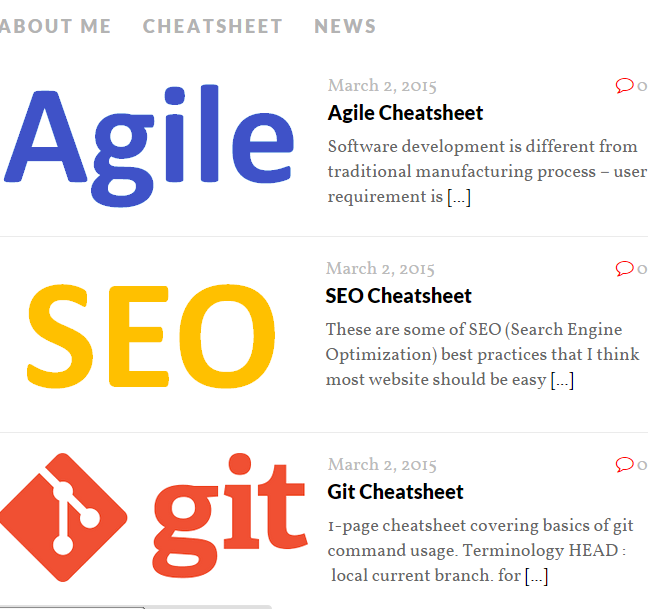 ABOUT ME CHEATSHEET NEWS
Agile
March 2, 2015 0
Agile Cheatsheet
Software development is different from
traditional manufacturing process – user
requirement is [...]
SEO
March 2, 2015 0
SEO Cheatsheet
These are some of SEO (Search Engine
Optimization) best practices that I think
most website should be easy [...]
git
March 2, 2015 0
Git Cheatsheet
1-page cheatsheet covering basics of git
command usage. Terminology HEAD :
local current branch. for [...]